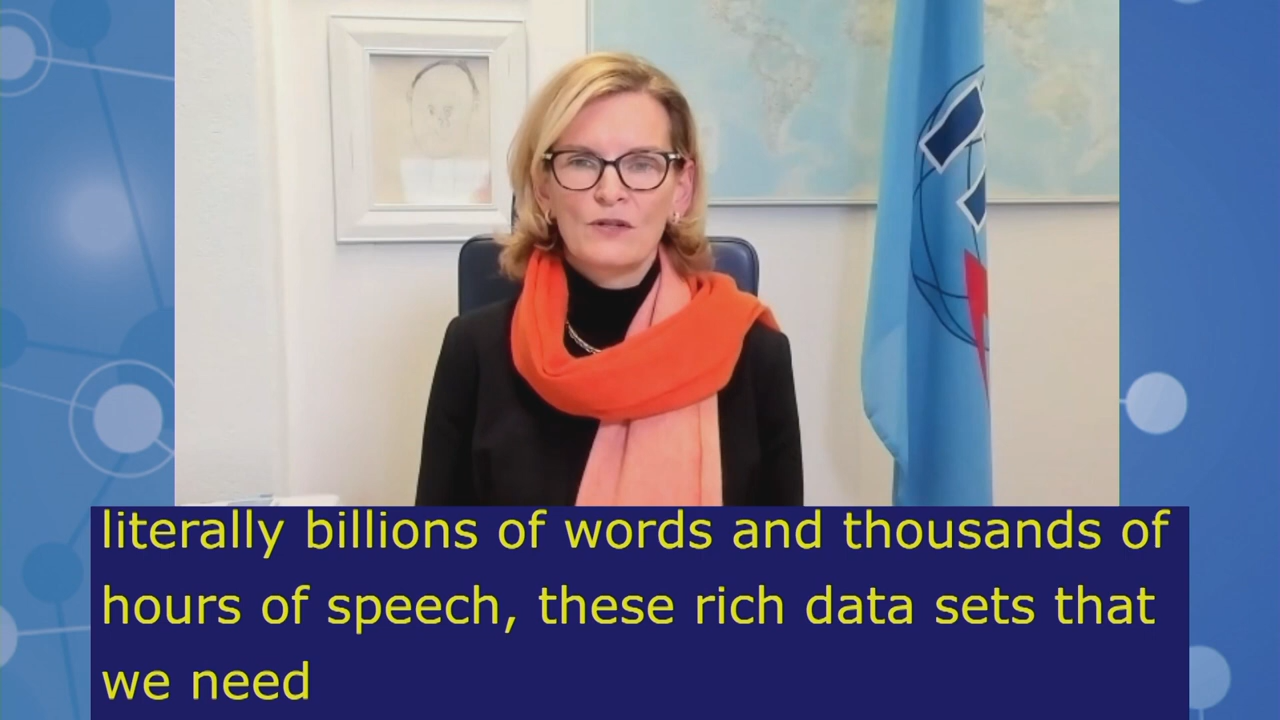 literally billions of words and thousands of
hours of speech, these rich data sets that
we need